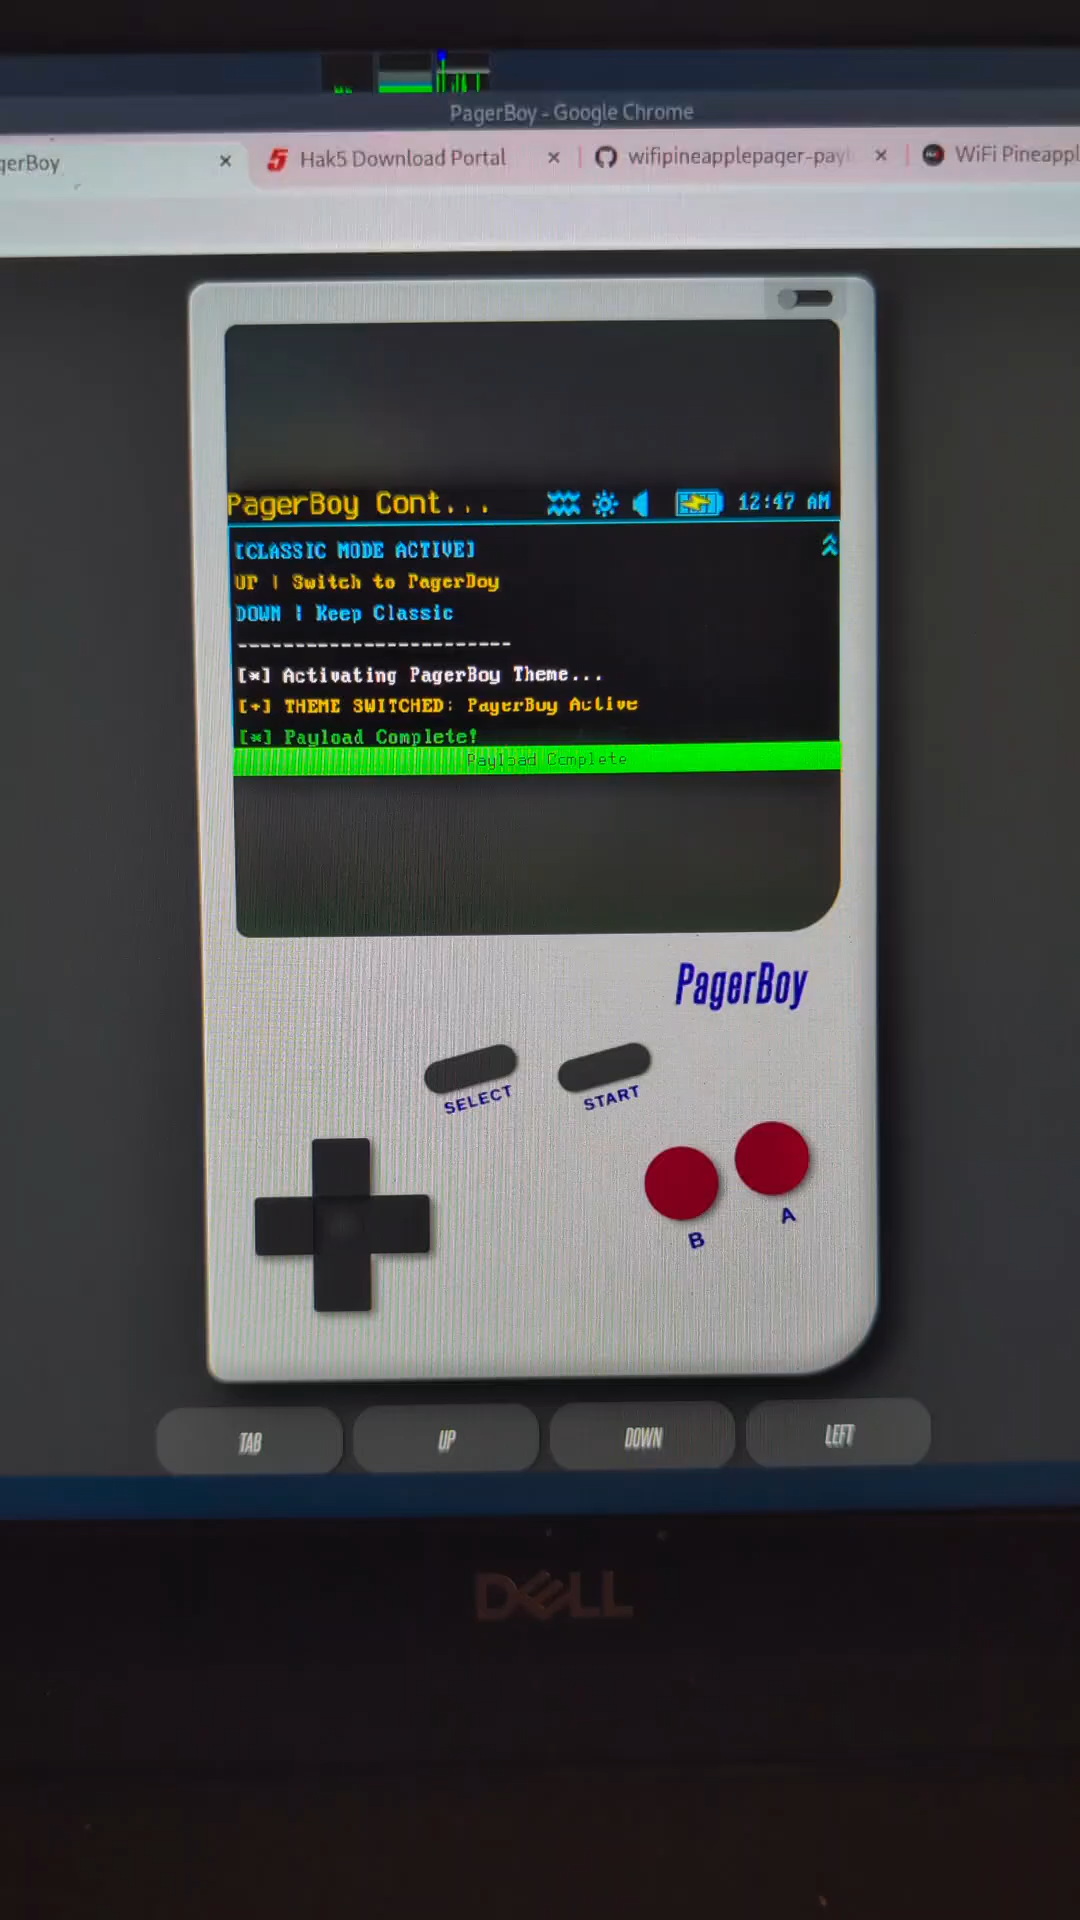 PagerBoy - Google Chrome
gerBoy
Hak5 Download Portal
wifipineapplepager-payl
WiFi Pineappl
PagerBoy Cont...
12:47 AM
[CLASSIC MODE ACTIVE]
UP | Switch to PagerBoy
DOWN | Keep Classic
------------------------
[*] Activating PagerBoy Theme...
[+] THEME SWITCHED: PagerBoy Active
[*] Payload Complete!
Payload Complete
PagerBoy
SELECT
START
B
A
TAB
UP
DOWN
LEFT
DELL